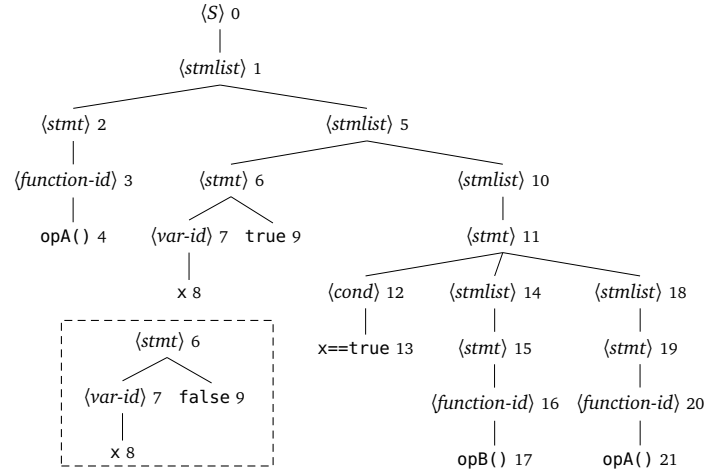 ⟨S⟩ 0
⟨stmlist⟩ 1
⟨stmt⟩ 2 ⟨stmlist⟩ 5
⟨function-id⟩ 3 ⟨stmt⟩ 6 ⟨stmlist⟩ 10
opA() 4 ⟨var-id⟩ 7 true 9 ⟨stmt⟩ 11
x 8 ⟨cond⟩ 12 ⟨stmlist⟩ 14 ⟨stmlist⟩ 18
⟨stmt⟩ 6 x==true 13 ⟨stmt⟩ 15 ⟨stmt⟩ 19
⟨var-id⟩ 7 false 9 ⟨function-id⟩ 16 ⟨function-id⟩ 20
x 8 opB() 17 opA() 21